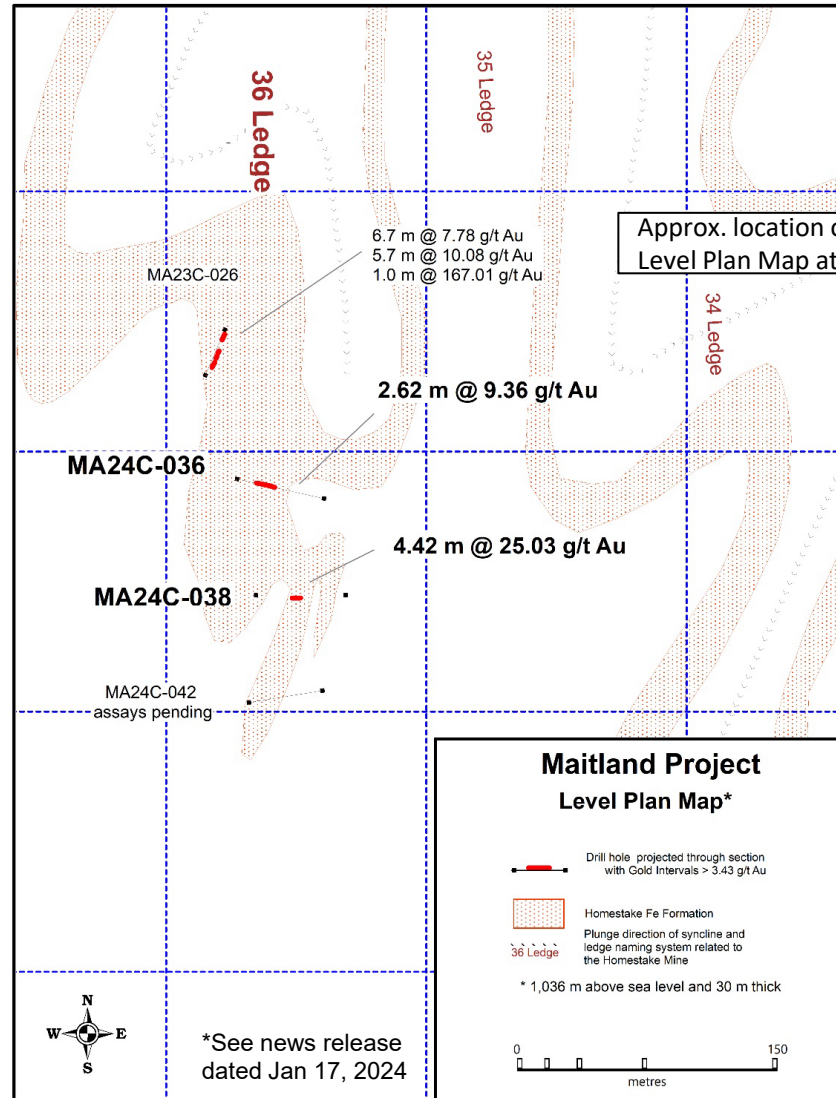 36 Ledge
35 Ledge
6.7 m @ 7.78 g/t Au
5.7 m @ 10.08 g/t Au
1.0 m @ 167.01 g/t Au
MA23C-026
Approx. location
Level Plan Map at
34 Ledge
2.62 m @ 9.36 g/t Au
MA24C-036
4.42 m @ 25.03 g/t Au
MA24C-038
MA24C-042
assays pending
Maitland Project
Level Plan Map*
Drill hole projected through section
with Gold Intervals > 3.43 g/t Au
Homestake Fe Formation
Plunge direction of syncline and
ledge naming system related to
the Homestake Mine
36 Ledge
* 1,036 m above sea level and 30 m thick
N
W E
S
*See news release
dated Jan 17, 2024
0 150
metres